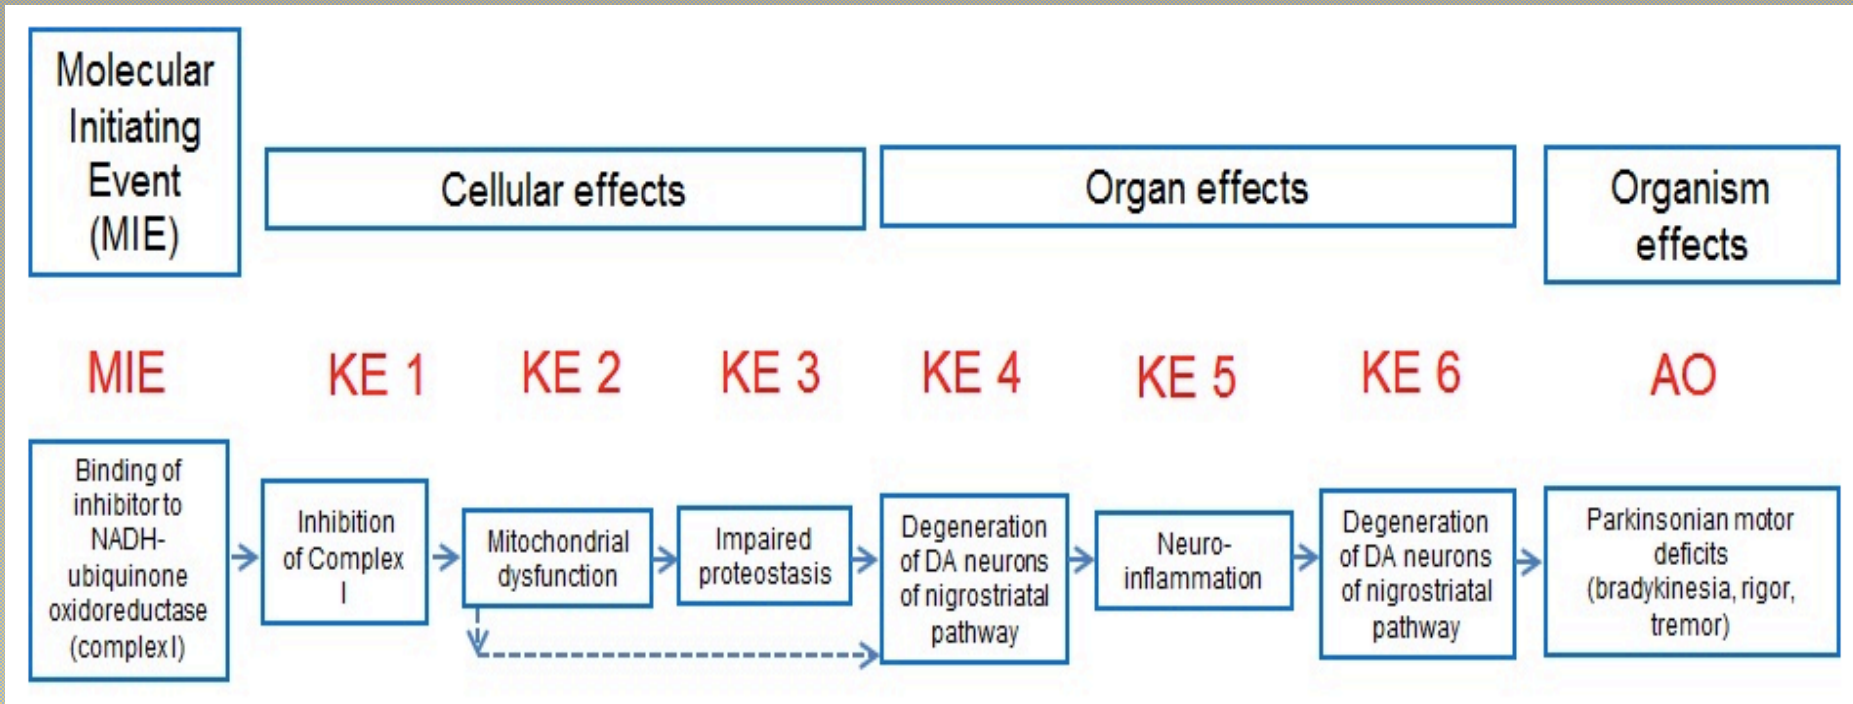 Molecular
Initiating
Event
(MIE)
Cellular effects
Organ effects
Organism
effects
MIE
KE 1
KE 2
KE 3
KE 4
KE 5
KE 6
AO
Binding of
inhibitor to
NADH-
ubiquinone
oxidoreductase
(complex I)
Inhibition
of Complex
I
Mitochondrial
dysfunction
Impaired
proteostasis
Degeneration
of DA neurons
of nigrostriatal
pathway
Neuro-
inflammation
Degeneration
of DA neurons
of nigrostriatal
pathway
Parkinsonian motor
deficits
(bradykinesia, rigor,
tremor)